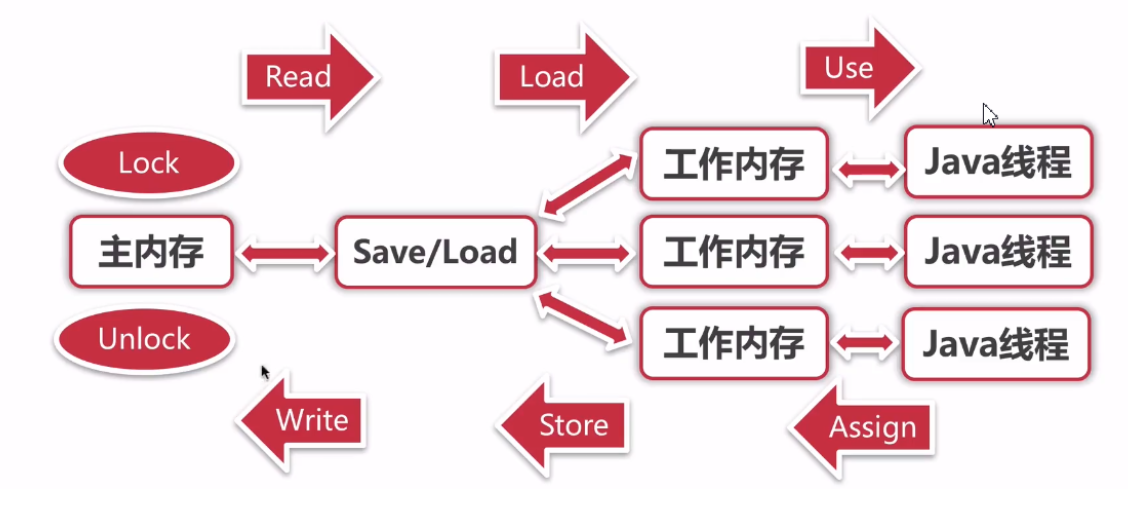 Read
Load
Use
Lock
工作内存
Java线程
主内存
Save/Load
工作内存
Java线程
Unlock
工作内存
Java线程
Write
Store
Assign